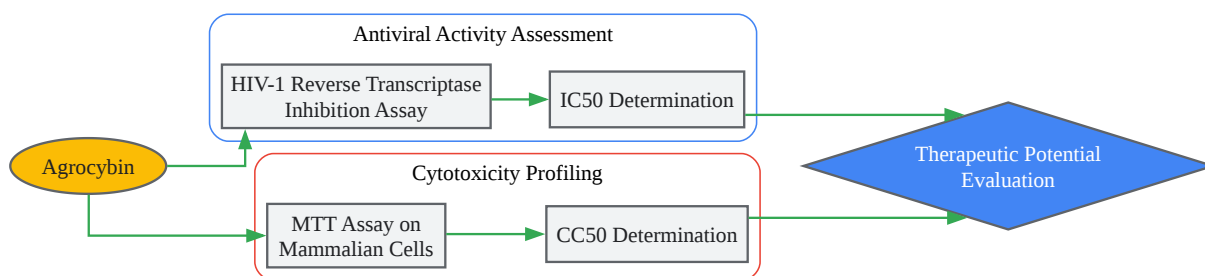 Antiviral Activity Assessment
HIV-1 Reverse Transcriptase
Inhibition Assay
IC50 Determination
Agrocybin
Therapeutic Potential
Evaluation
Cytotoxicity Profiling
MTT Assay on
Mammalian Cells
CC50 Determination